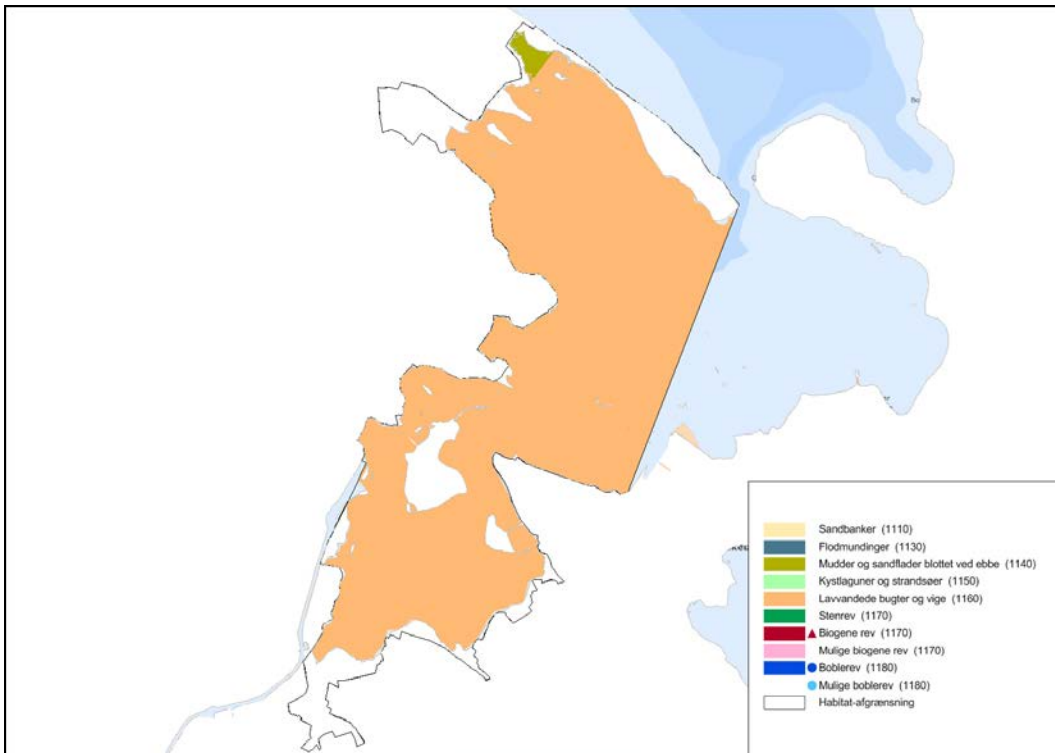 Sandbanker (1110)
Flodmundinger (1130)
Mudder og sandflader blottet ved ebbe (1140)
Kystlaguner og strandsøer (1150)
Lavvandede bugter og vige (1160)
Stenrev (1170)
Biogene rev (1170)
Mulige biogene rev (1170)
Boblerev (1180)
Mulige boblerev (1180)
Habitat-afgrænsning